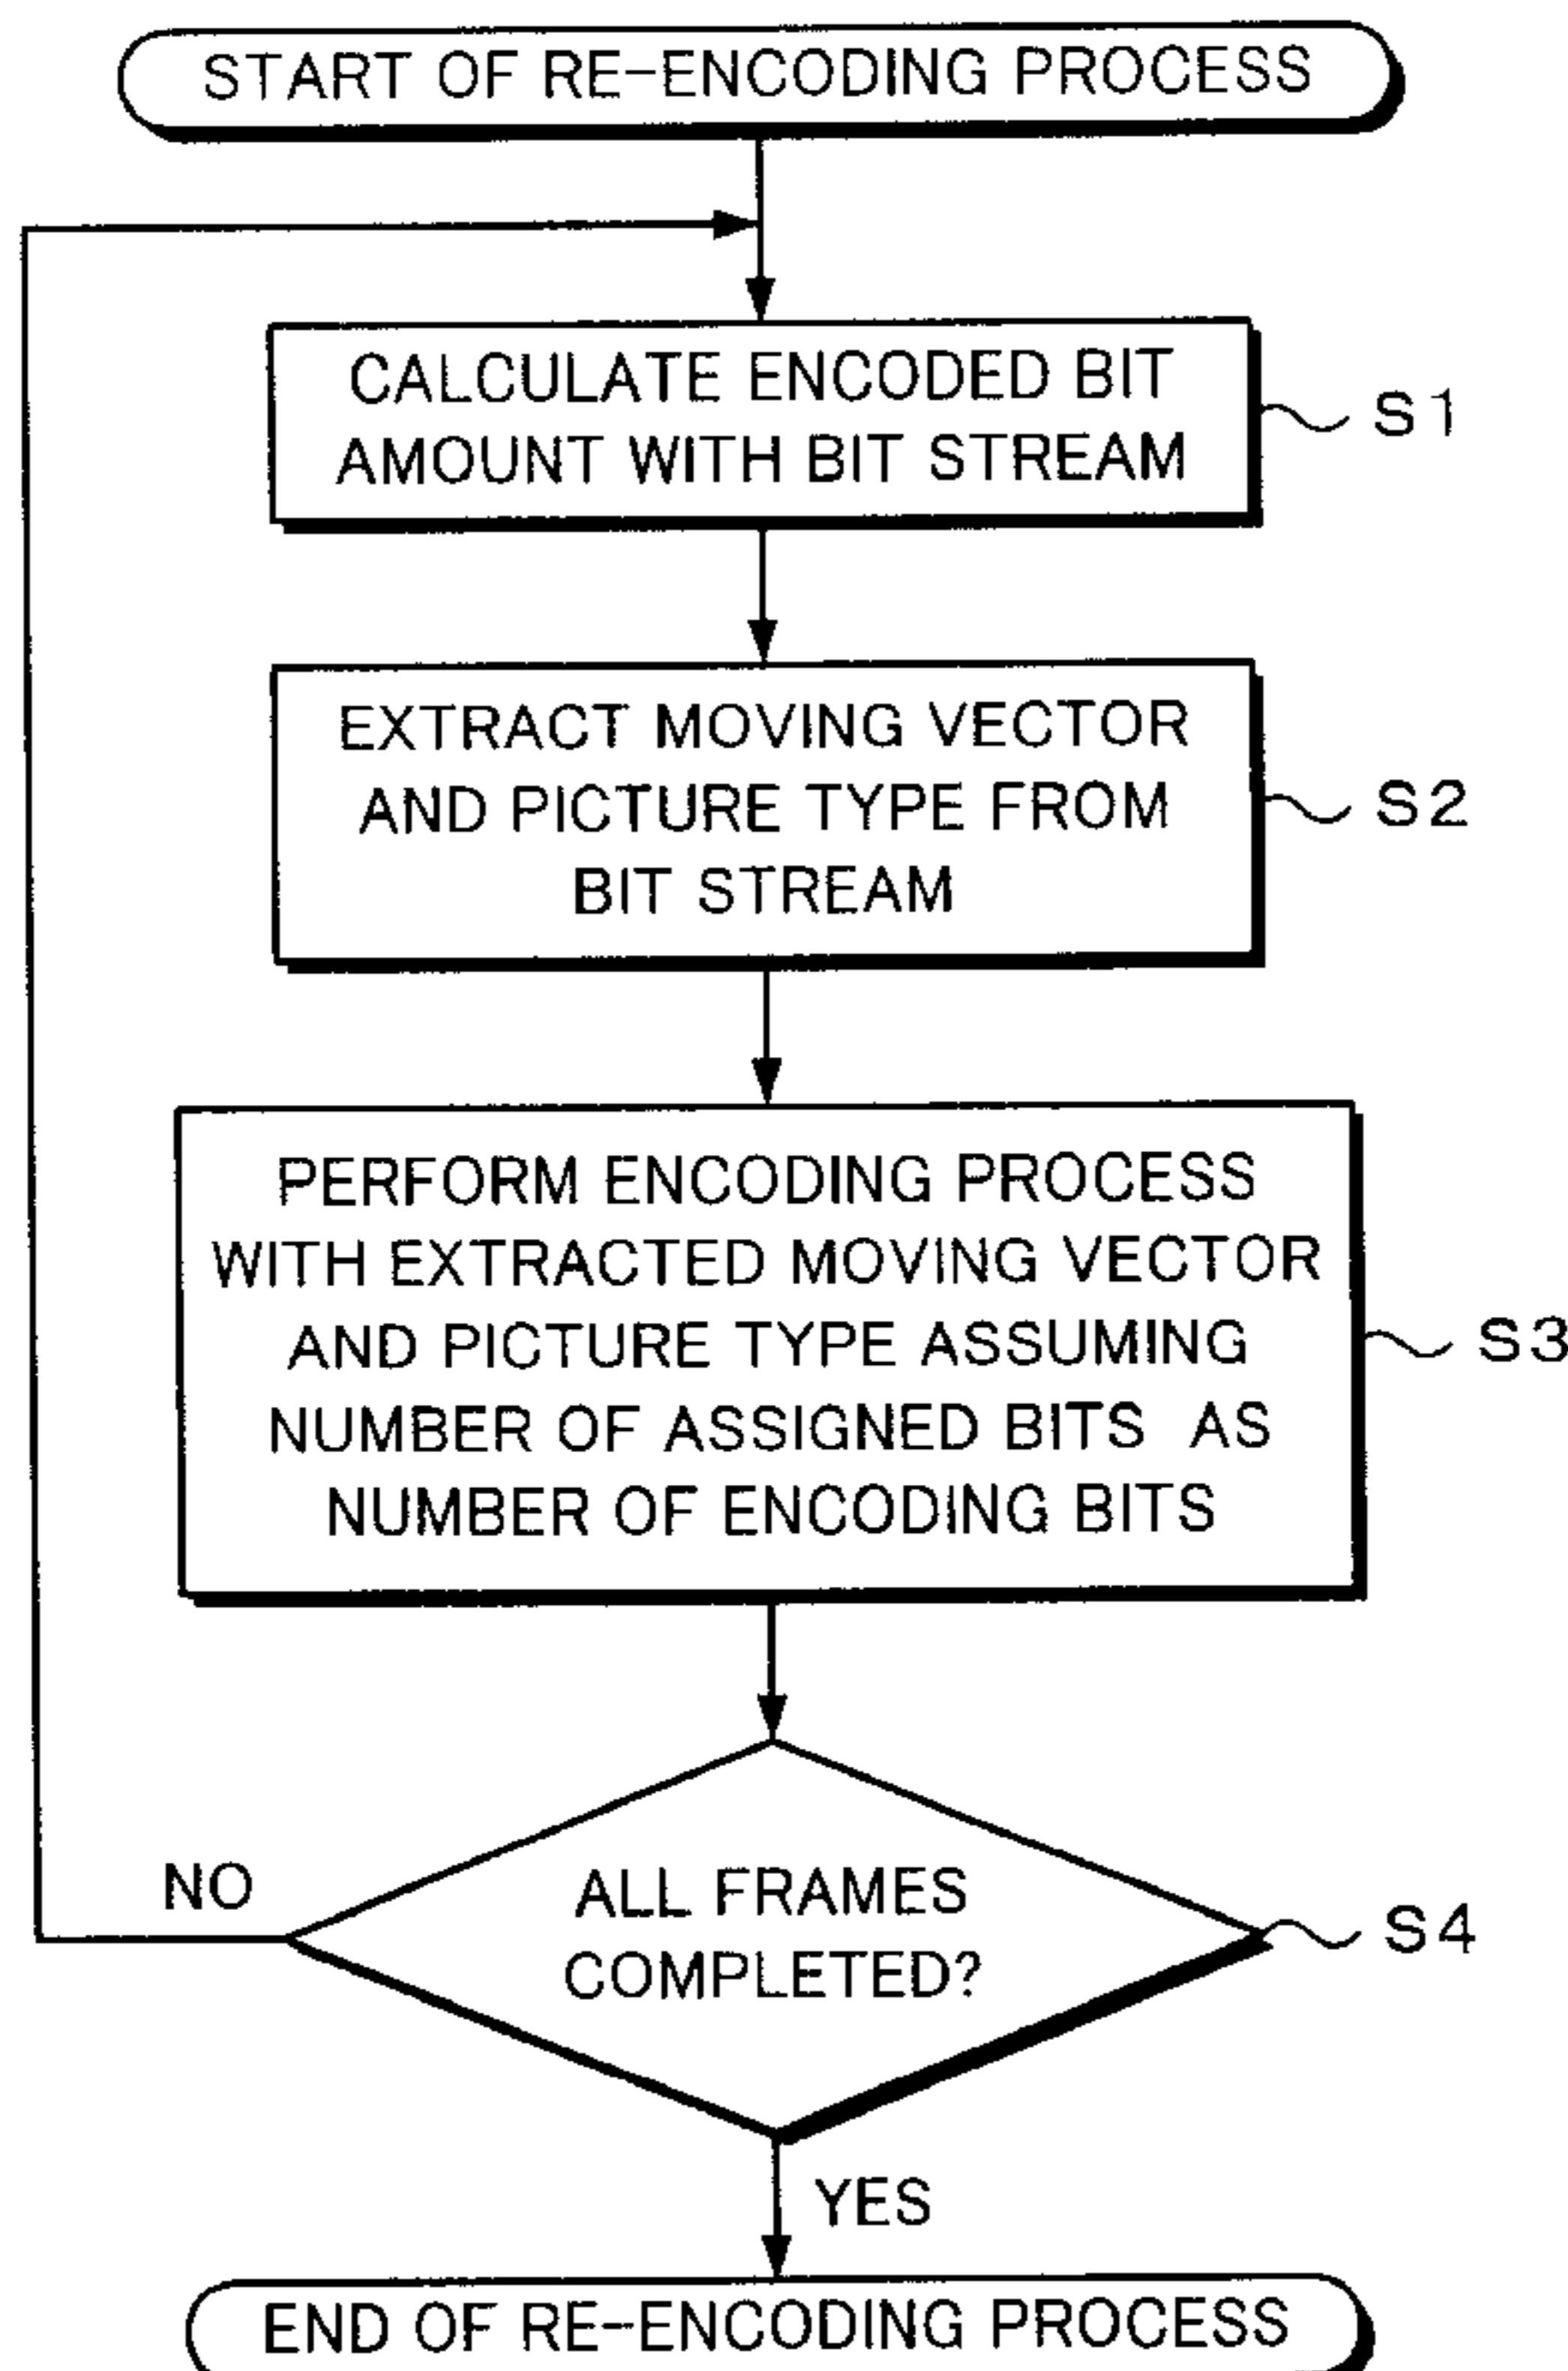 START OF RE-ENCODING PROCESS
CALCULATE ENCODED BIT
AMOUNT WITH BIT STREAM
S1
EXTRACT MOVING VECTOR
AND PICTURE TYPE FROM
BIT STREAM
S2
PERFORM ENCODING PROCESS
WITH EXTRACTED MOVING VECTOR
AND PICTURE TYPE ASSUMING
NUMBER OF ASSIGNED BITS AS
NUMBER OF ENCODING BITS
S3
NO
ALL FRAMES
COMPLETED?
S4
YES
END OF RE-ENCODING PROCESS